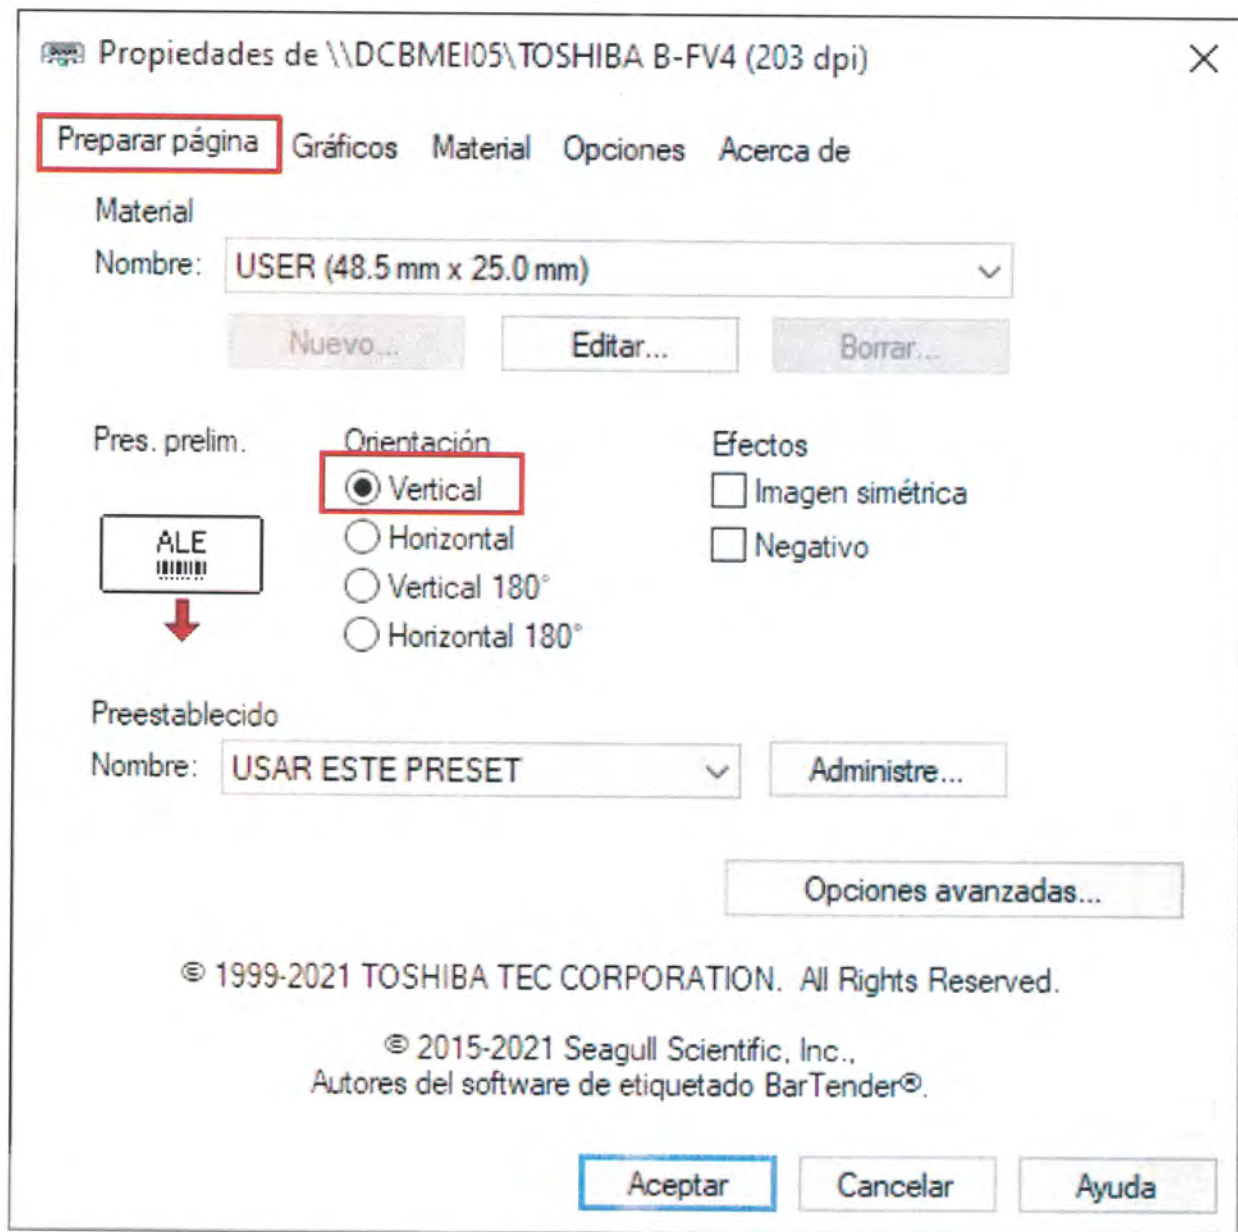 Propiedades de \\DCBMEI05\TOSHIBA B-FV4 (203 dpi)
Preparar página Gráficos Material Opciones Acerca de
Material
Nombre: USER (48.5 mm x 25.0 mm)
Nuevo... Editar... Borrar...
Pres. prelim. Orientación Efectos
Vertical Imagen simétrica
ALE Horizontal Negativo
Vertical 180°
Horizontal 180°
Preestablecido
Nombre: USAR ESTE PRESET Administre...
Opciones avanzadas...
© 1999-2021 TOSHIBA TEC CORPORATION. All Rights Reserved.
© 2015-2021 Seagull Scientific, Inc.,
Autores del software de etiquetado BarTender®.
Aceptar Cancelar Ayuda